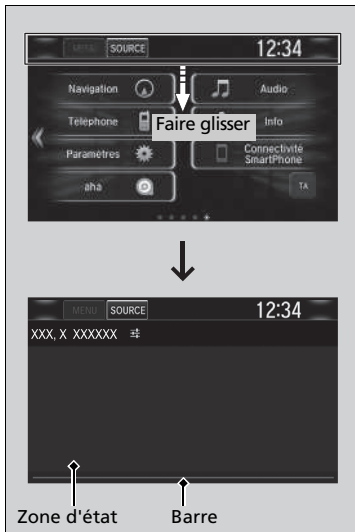 MENU SOURCE 12:34
Navigation Audio
Telephone Info
Faire glisser
Paramètres Connectivité
SmartPhone
aha TA
MENU SOURCE 12:34
XXX, X XXXXXX
Zone d'état Barre